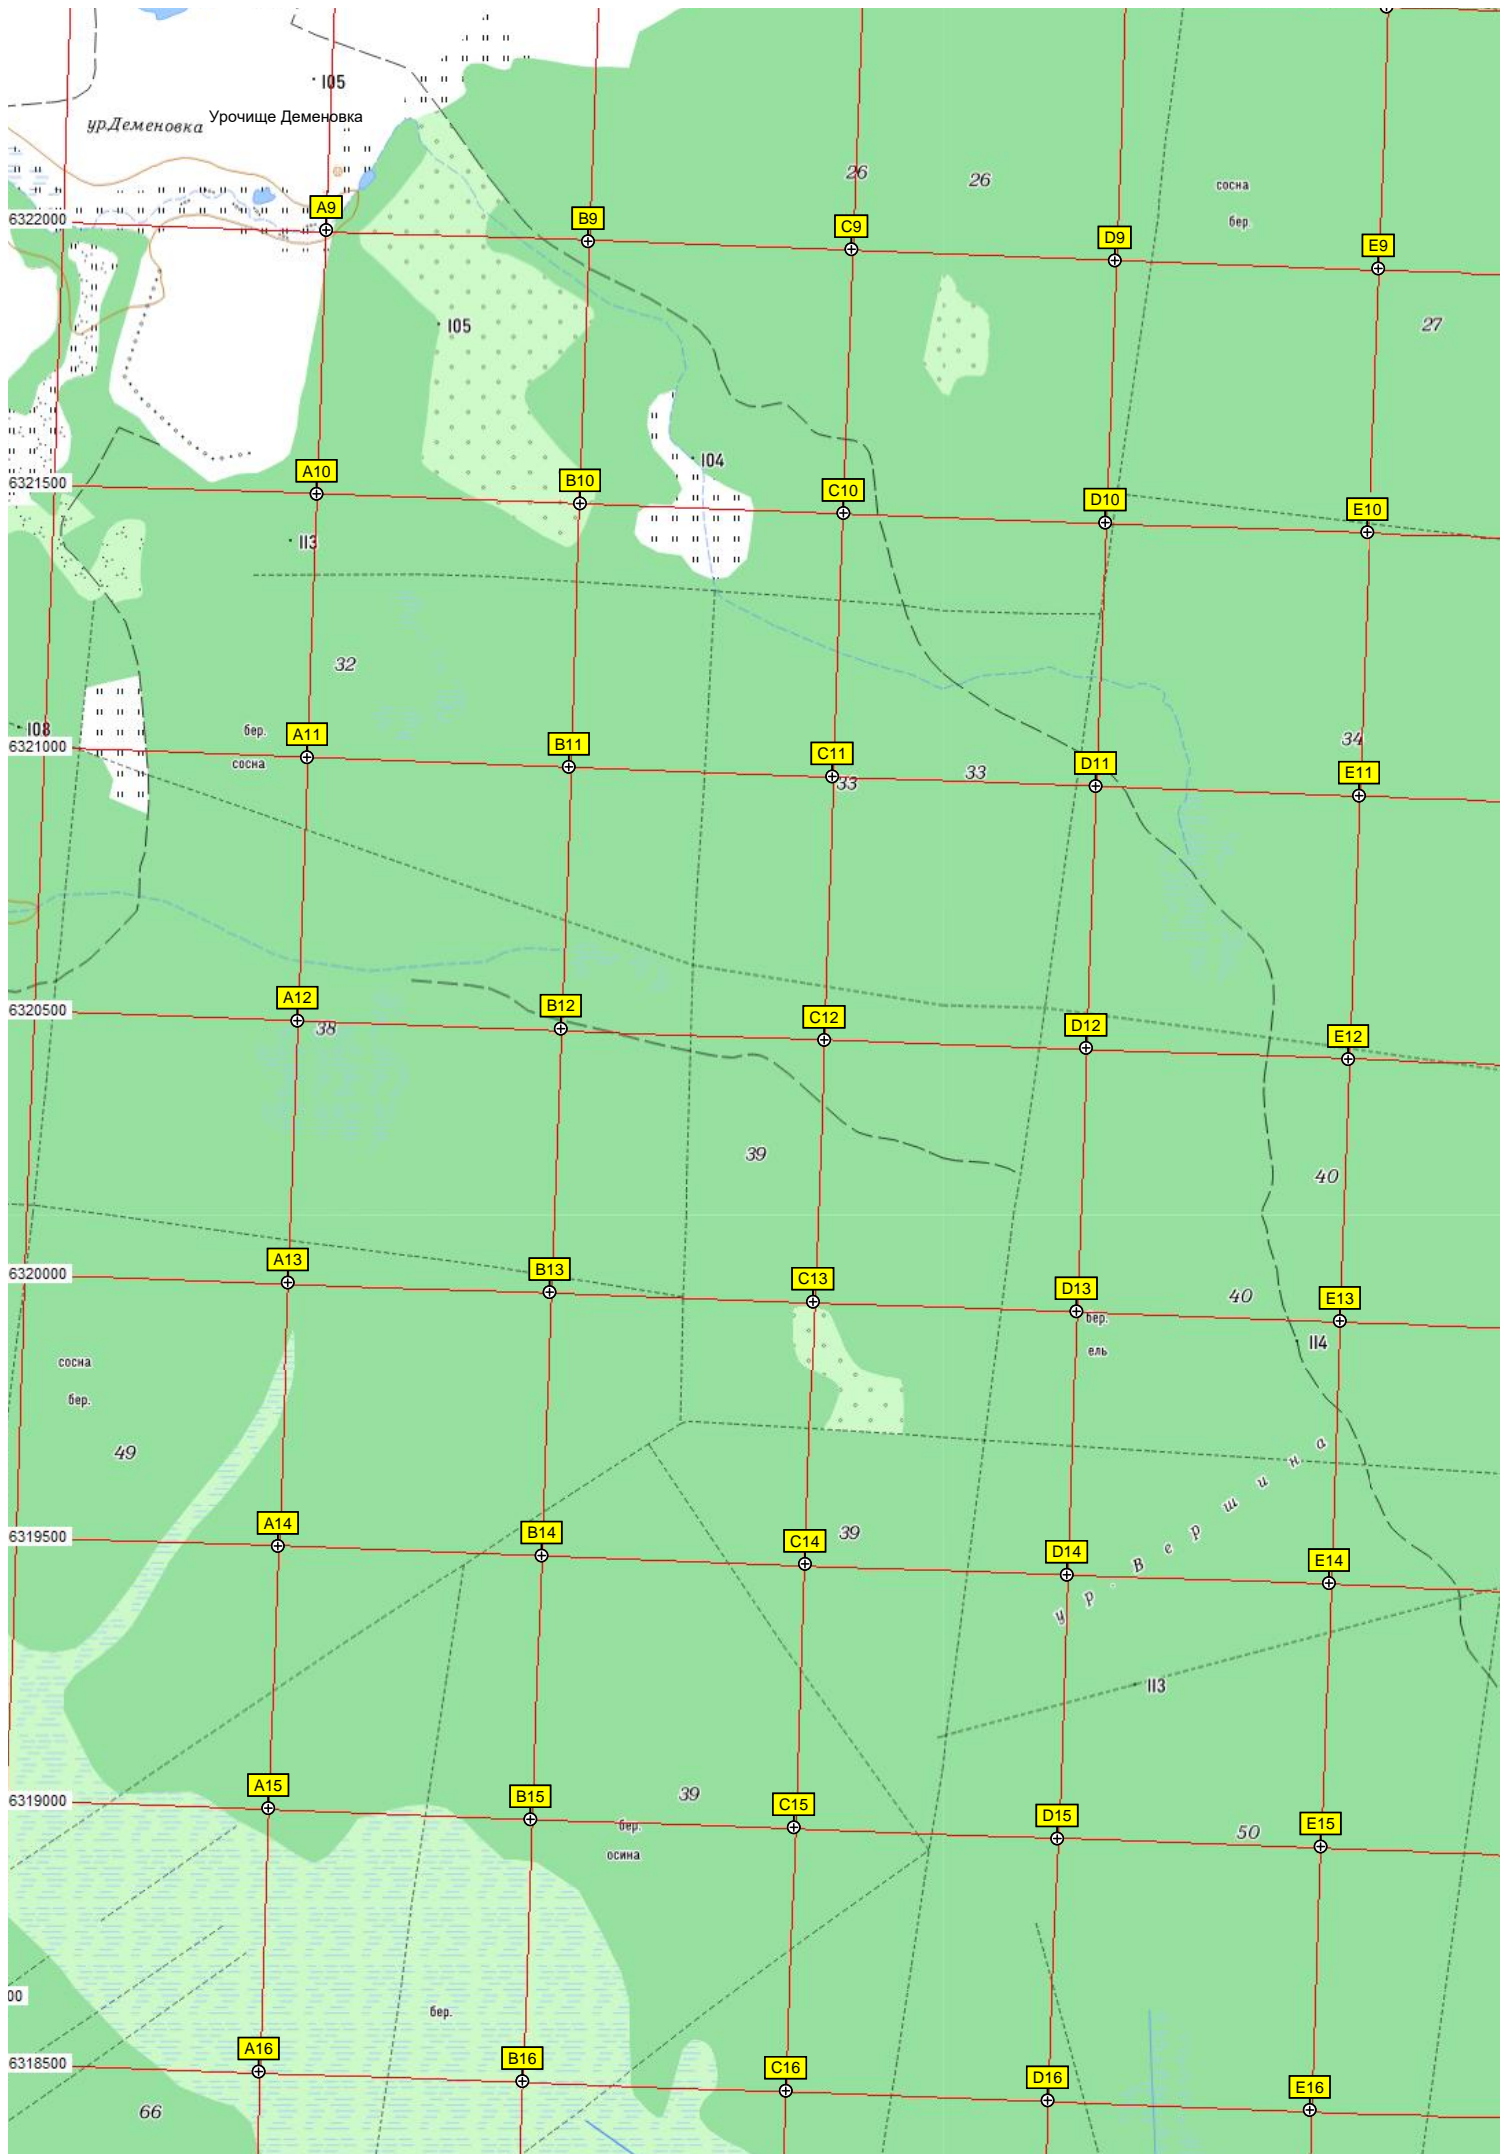 105
Урочище Деменовка
ур.Деменовка
26
26
сосна
бер.
A9
6322000
B9
C9
D9
E9
27
105
104
A10
6321500
B10
C10
D10
E10
113
32
108
бер.
сосна
A11
6321000
B11
C11
33
33
D11
34
E11
A12
6320500
38
B12
C12
D12
E12
39
40
A13
6320000
B13
C13
D13
бер.
ель
40
E13
114
сосна
бер.
49
A14
6319500
B14
C14
39
D14
E14
ур. Вершина
113
A15
6319000
B15
39
бер.
осина
C15
D15
50
E15
00
бер.
A16
6318500
B16
C16
D16
E16
66